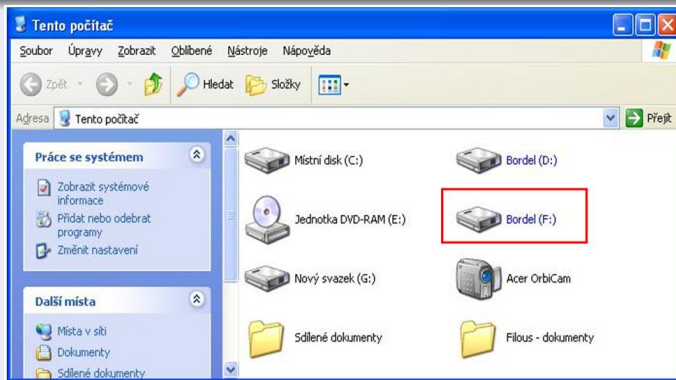 Tento počítač
Soubor Úpravy Zobrazit Oblíbené Nástroje Nápověda
Zpět Hledat Složky
Adresa Tento počítač Přejít
Práce se systémem
Zobrazit systémové
informace
Přidat nebo odebrat
programy
Změnit nastavení
Další místa
Místa v síti
Dokumenty
Sdílené dokumenty
Místní disk (C:)
Bordel (D:)
Jednotka DVD-RAM (E:)
Bordel (F:)
Nový svazek (G:)
Acer OrbiCam
Sdílené dokumenty
Filous - dokumenty